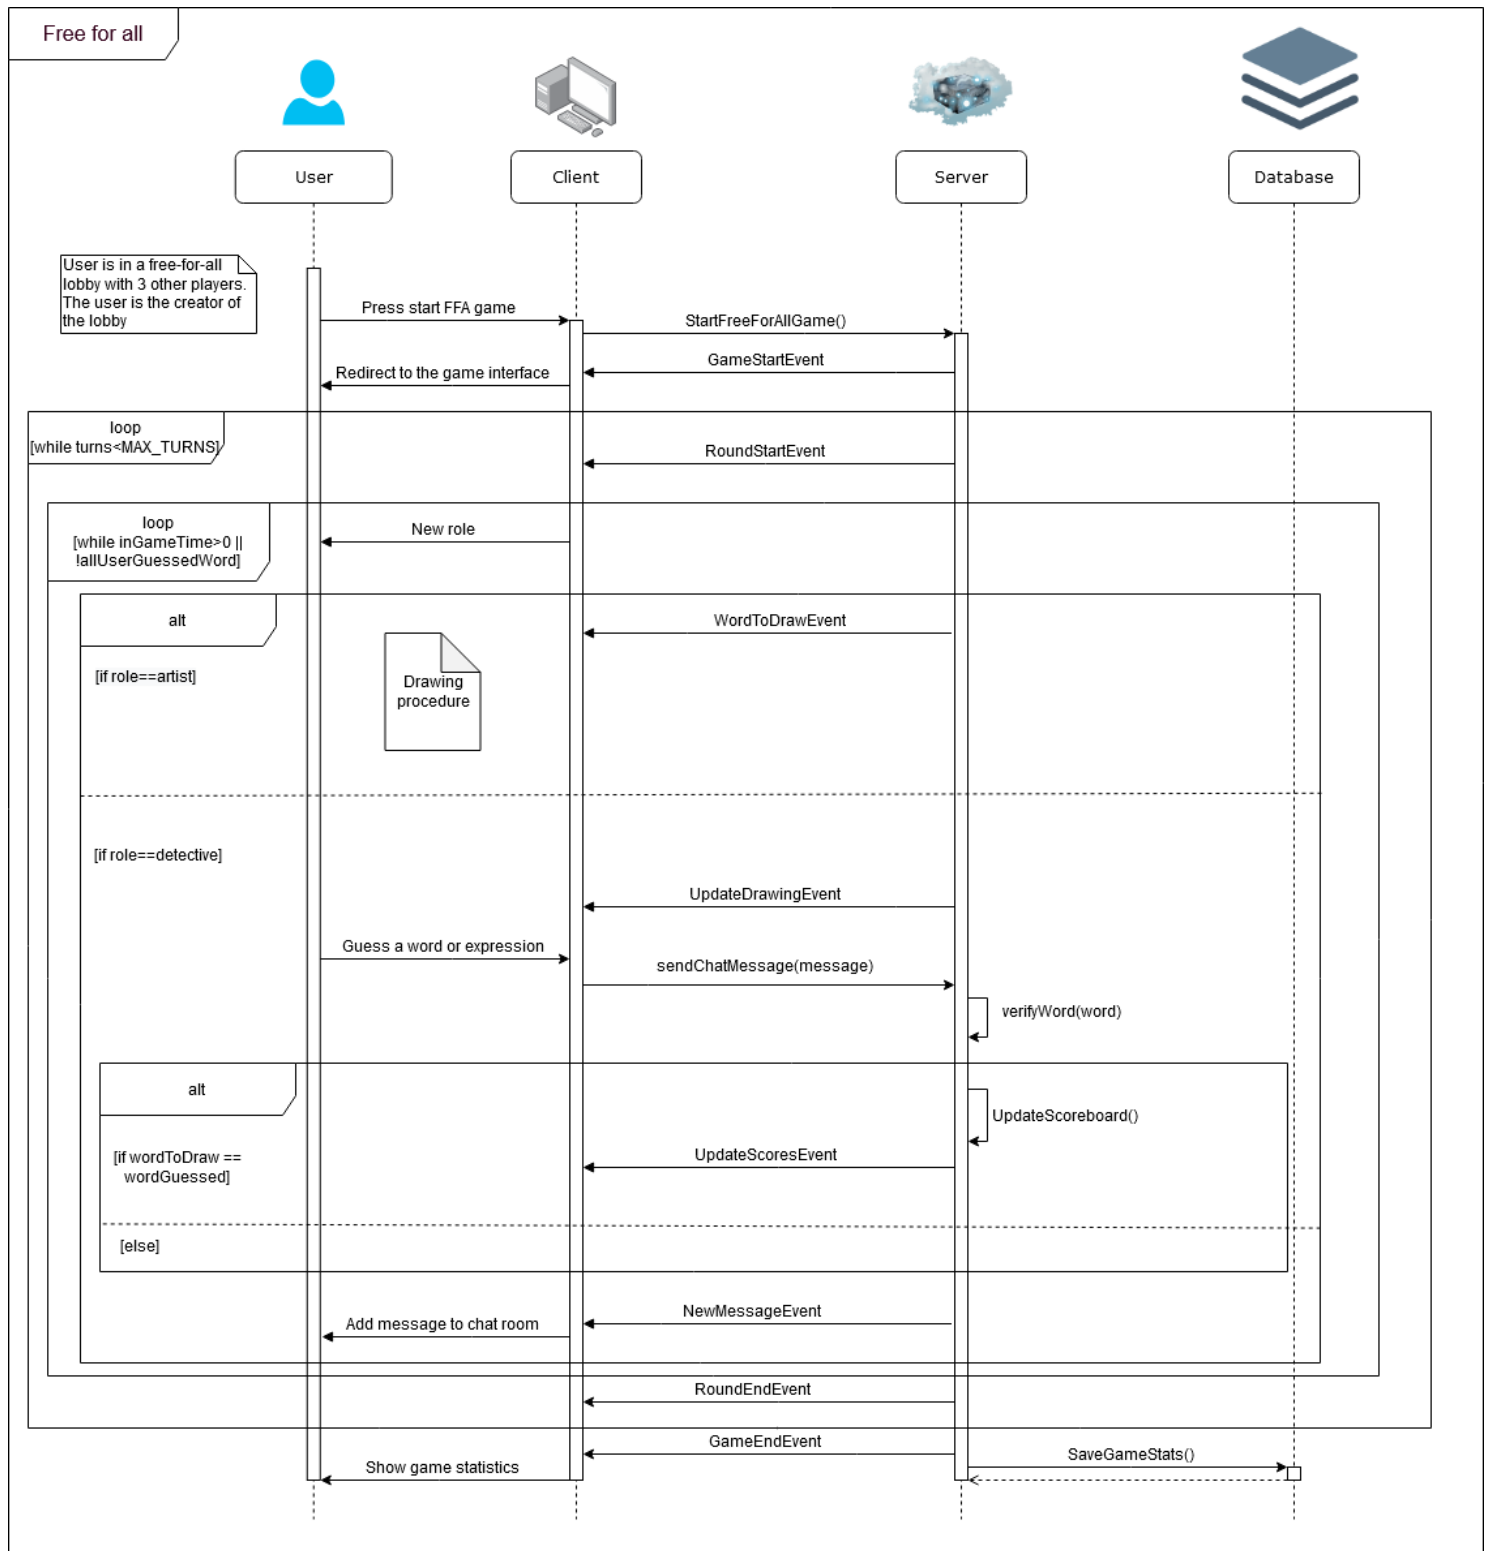 Free for all
User
Client
Server
Database
User is in a free-for-all
lobby with 3 other players.
The user is the creator of
the lobby
Press start FFA game
StartFreeForAllGame()
GameStartEvent
Redirect to the game interface
loop
[while turns<MAX_TURNS]
RoundStartEvent
loop
[while inGameTime>0 ||
!allUserGuessedWord]
New role
alt
WordToDrawEvent
[if role==artist]
Drawing
procedure
[if role==detective]
UpdateDrawingEvent
Guess a word or expression
sendChatMessage(message)
verifyWord(word)
alt
UpdateScoreboard()
[if wordToDraw ==
wordGuessed]
UpdateScoresEvent
[else]
NewMessageEvent
Add message to chat room
RoundEndEvent
GameEndEvent
SaveGameStats()
Show game statistics